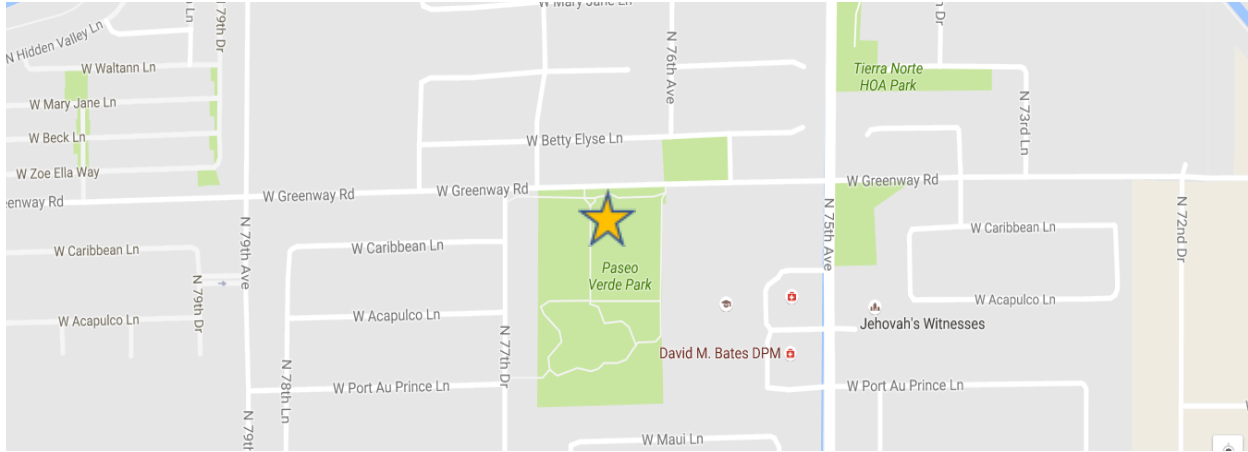 W Mary Jane Ln
N 79th Dr
Ln
N Hidden Valley Ln
Dr
N 76th Ave
W Waltann Ln
Tierra Norte
HOA Park
N 73rd Ln
W Mary Jane Ln
W Beck Ln
W Betty Elyse Ln
W Zoe Ella Way
enway Rd
W Greenway Rd
W Greenway Rd
W Greenway Rd
N 79th Ave
N 75th Ave
N 72nd Dr
W Caribbean Ln
W Caribbean Ln
W Caribbean Ln
Paseo
Verde Park
N 79th Dr
W Acapulco Ln
W Acapulco Ln
W Acapulco Ln
Jehovah's Witnesses
N 77th Dr
David M. Bates DPM
N 78th Ln
W Port Au Prince Ln
W Port Au Prince Ln
N 79th
W Maui Ln